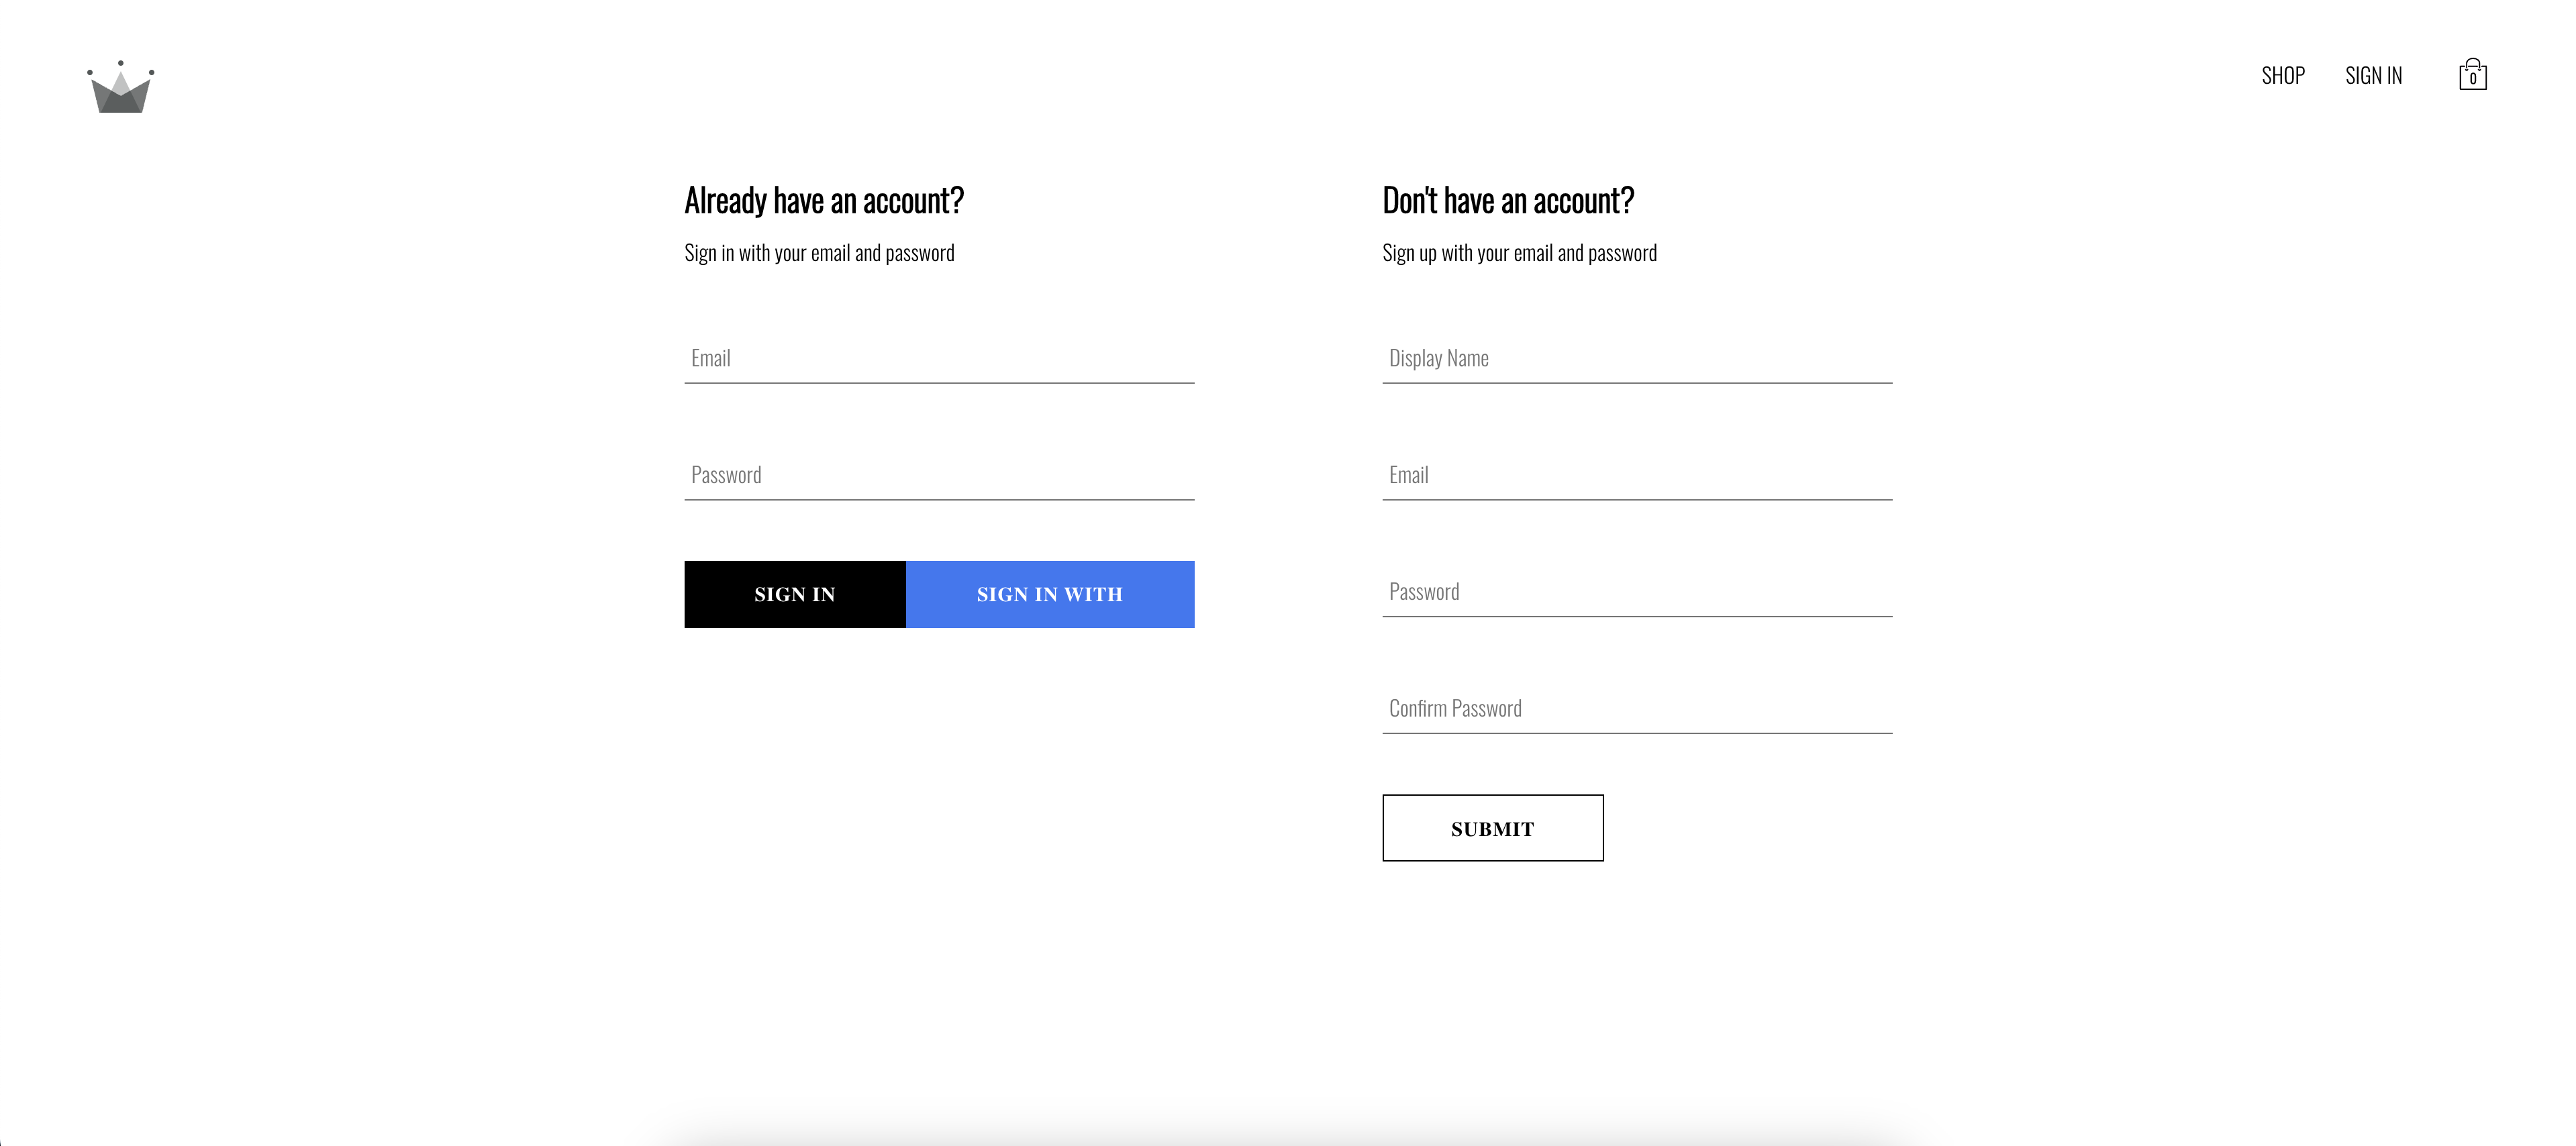 SHOP SIGN IN 0
Already have an account?
Sign in with your email and password
Email
Password
SIGN IN SIGN IN WITH
Don't have an account?
Sign up with your email and password
Display Name
Email
Password
Confirm Password
SUBMIT